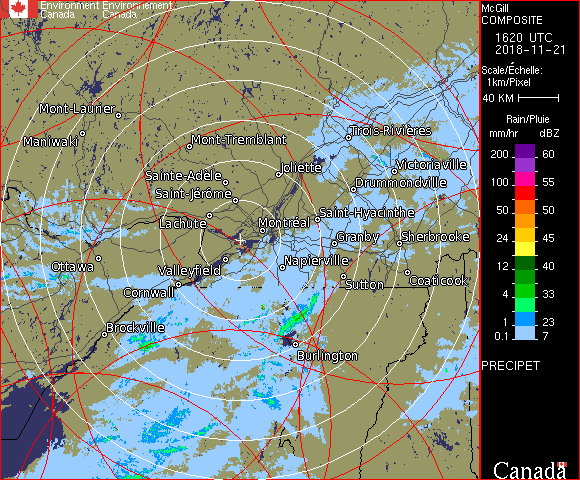 Environment Environnement
Canada Canada
McGill
COMPOSITE
1620 UTC
2018-11-21
Scale/Échelle:
1km/Pixel
40 KM
Rain/Pluie
mm/hr dBZ
200 60
100 55
50 50
24 45
12 40
4 33
1 23
0.1 7
PRECIPET
Canada
Mont-Laurier
Maniwaki
Mont-Tremblant
Trois-Rivières
Victoriaville
Joliette
Sainte-Adèle
Drummondville
Saint-Jérôme
Saint-Hyacinthe
Lachute
Montréal
Granby
Sherbrooke
Ottawa
Valleyfield
Napierville
Cornwall
Sutton
Coaticook
Brockville
Burlington